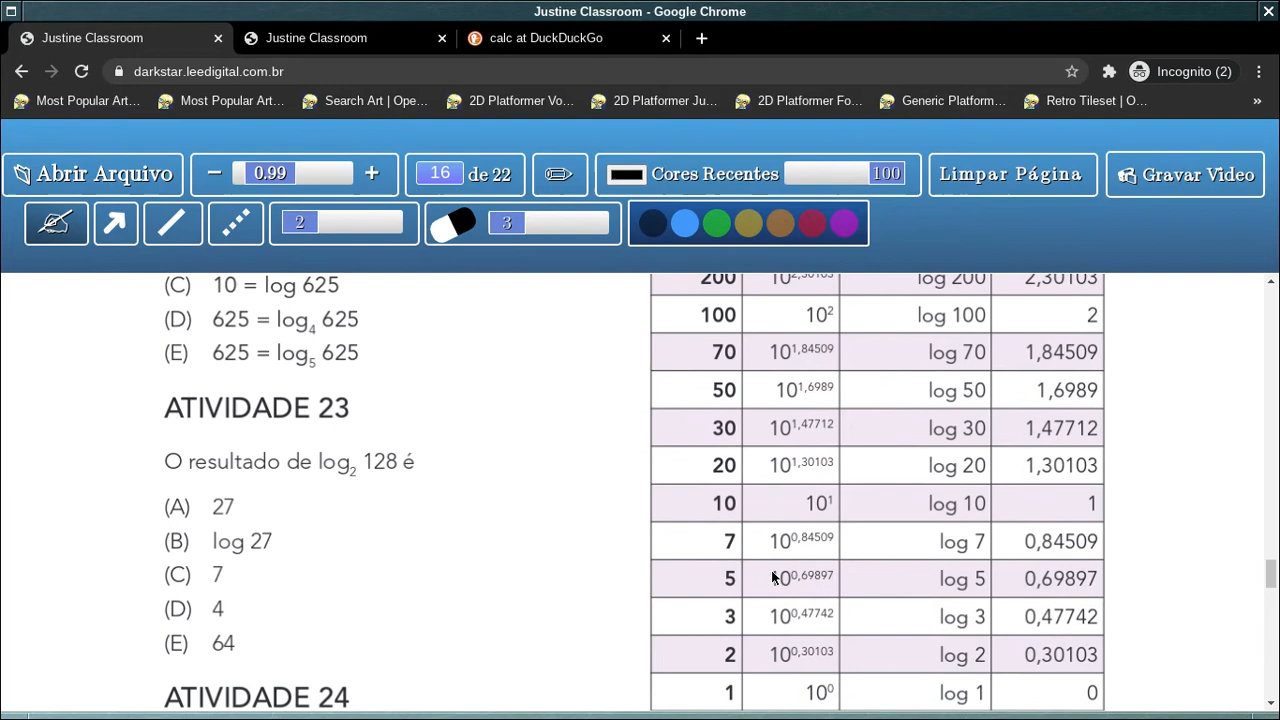 Justine Classroom - Google Chrome
Justine Classroom
Justine Classroom
calc at DuckDuckGo
darkstar.leedigital.com.br
Incognito (2)
Most Popular Art...
Most Popular Art...
Search Art | Ope...
2D Platformer Vo...
2D Platformer Ju...
2D Platformer Fo...
Generic Platform...
Retro Tileset | O...
Abrir Arquivo
− 0.99 +
16 de 22
Cores Recentes 100
Limpar Página
Gravar Video
2
3
(C) 10 = log 625
(D) 625 = log₄ 625
(E) 625 = log₅ 625
ATIVIDADE 23
O resultado de log₂ 128 é
(A) 27
(B) log 27
(C) 7
(D) 4
(E) 64
ATIVIDADE 24
200 10^2,30103 log 200 2,30103
100 10² log 100 2
70 10^1,84509 log 70 1,84509
50 10^1,6989 log 50 1,6989
30 10^1,47712 log 30 1,47712
20 10^1,30103 log 20 1,30103
10 10¹ log 10 1
7 10^0,84509 log 7 0,84509
5 10^0,69897 log 5 0,69897
3 10^0,47742 log 3 0,47742
2 10^0,30103 log 2 0,30103
1 10⁰ log 1 0